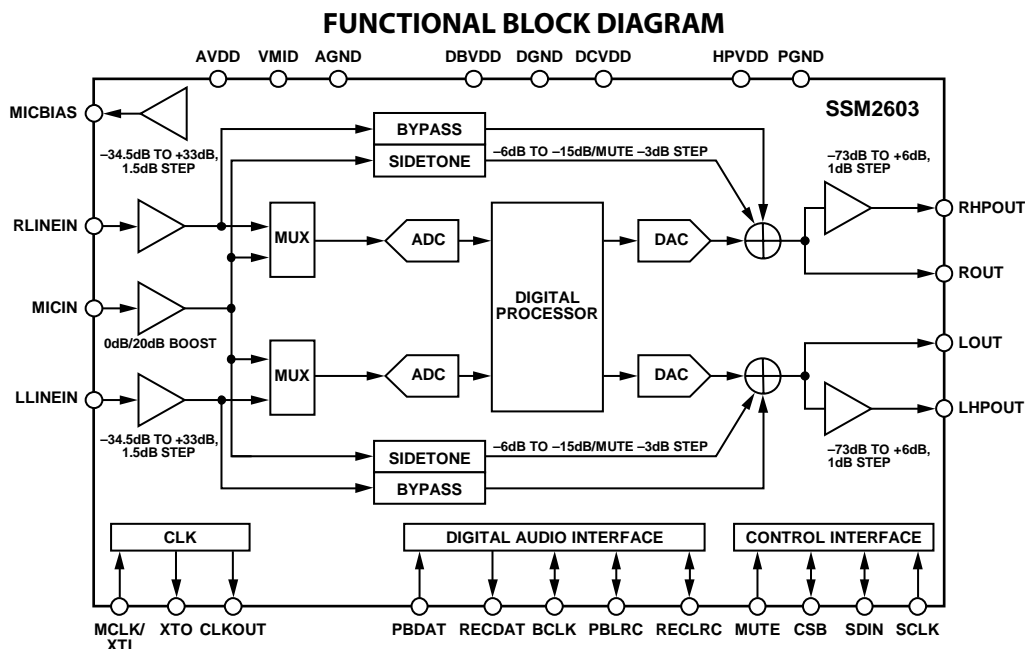 FUNCTIONAL BLOCK DIAGRAM
AVDD VMID AGND DBVDD DGND DCVDD HPVDD PGND
SSM2603
MICBIAS
–34.5dB TO +33dB,
1.5dB STEP
BYPASS
SIDETONE
–6dB TO –15dB/MUTE –3dB STEP
–73dB TO +6dB,
1dB STEP
RLINEIN
MUX
ADC
DAC
RHPOUT
ROUT
DIGITAL
PROCESSOR
MICIN
0dB/20dB BOOST
LLINEIN
MUX
ADC
DAC
LOUT
LHPOUT
–34.5dB TO +33dB,
1.5dB STEP
SIDETONE
BYPASS
–6dB TO –15dB/MUTE –3dB STEP
–73dB TO +6dB,
1dB STEP
CLK
DIGITAL AUDIO INTERFACE
CONTROL INTERFACE
MCLK/
XTI
XTO CLKOUT PBDAT RECDAT BCLK PBLRC RECLRC MUTE CSB SDIN SCLK